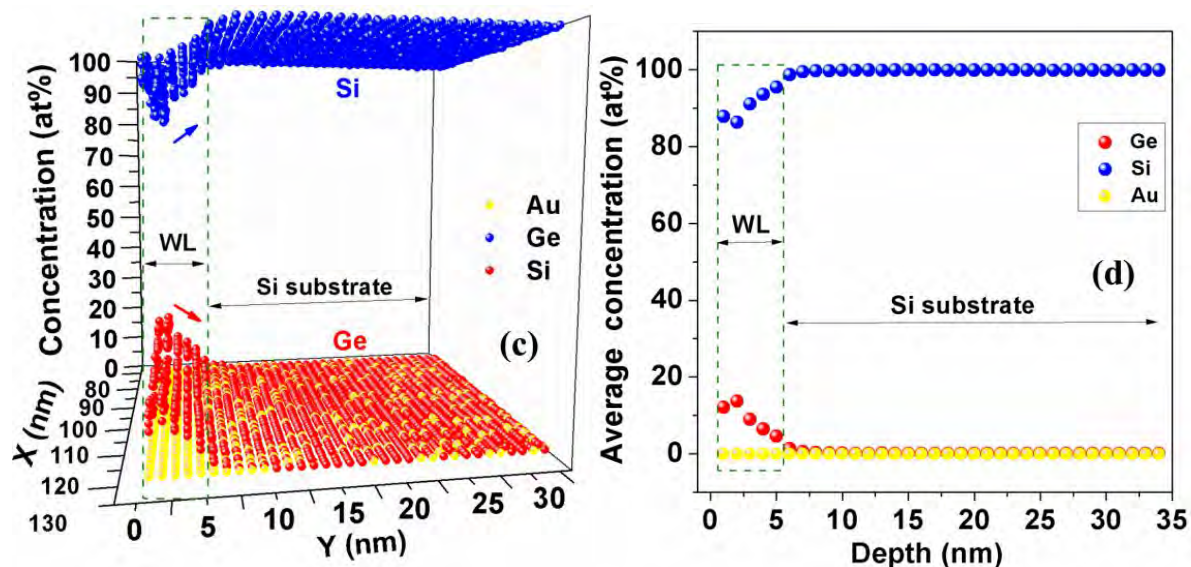 Concentration (at%)
100
90
80
70
60
50
40
30
20
10
0
Si
WL
Au
Ge
Si
Si substrate
Ge
(c)
80
90
100
110
120
130
X (nm)
0
5
10
15
20
25
30
Y (nm)
Average concentration (at%)
100
80
60
40
20
0
WL
Ge
Si
Au
(d)
Si substrate
0
5
10
15
20
25
30
35
Depth (nm)